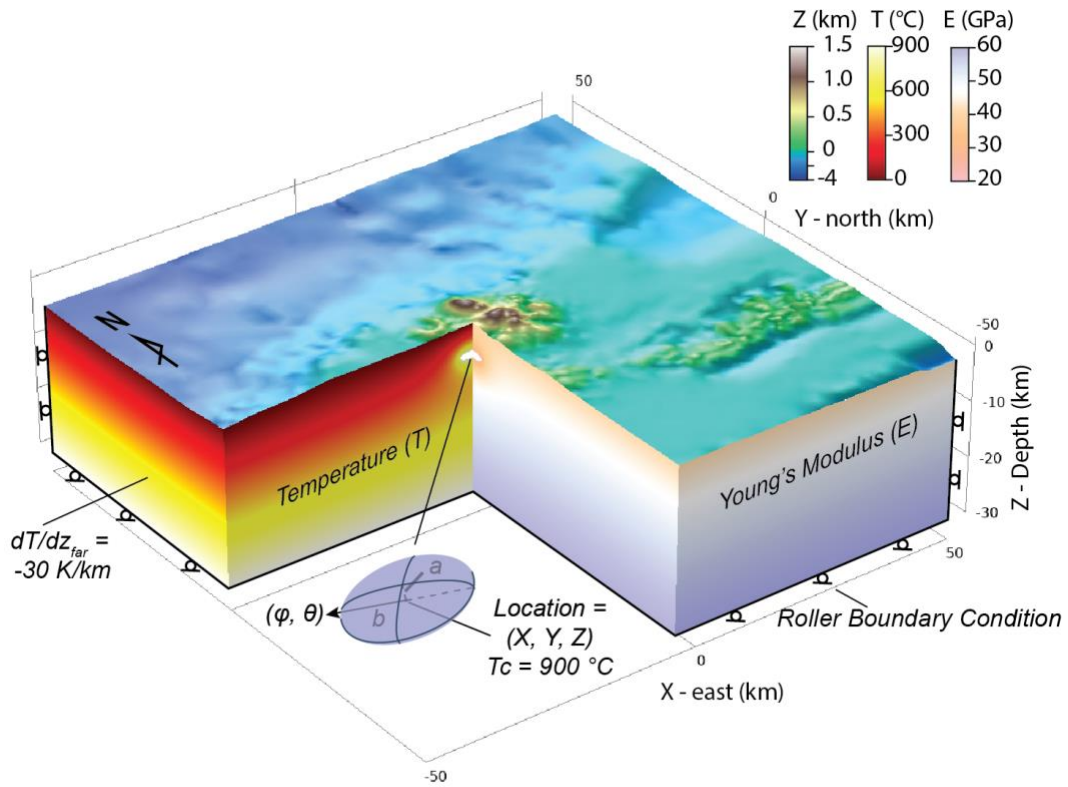 Z (km) T (°C) E (GPa)
1.5 900 60
50
1.0 600 40
0.5 300 30
0
-4 0 20
50
0
Y - north (km)
-50
0
-10
-20
-30
Z - Depth (km)
N
Temperature (T)
Young's Modulus (E)
dT/dz far =
-30 K/km
a
b
(φ, θ)
Location =
(X, Y, Z)
Tc = 900 °C
50
Roller Boundary Condition
0
X - east (km)
-50